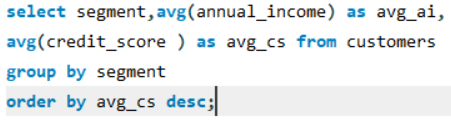 select segment,avg(annual_income) as avg_ai,
avg(credit_score ) as avg_cs from customers
group by segment
order by avg_cs desc;